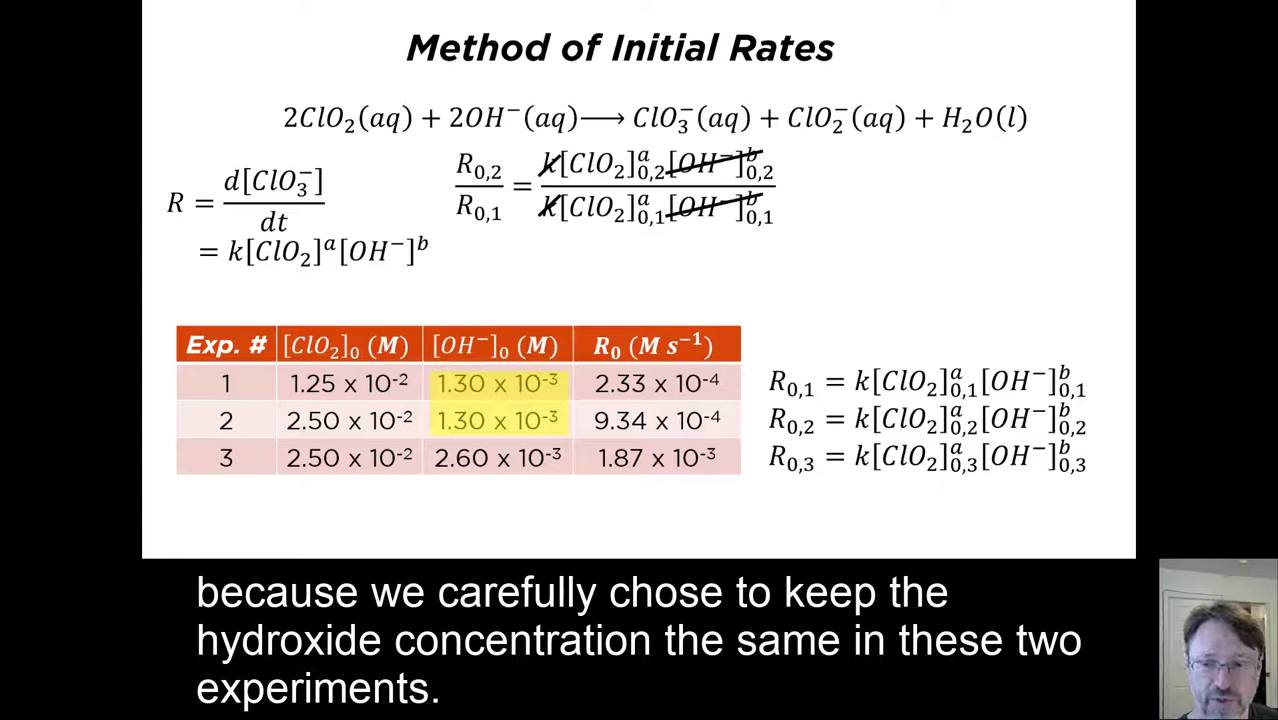 Method of Initial Rates
2ClO₂(aq) + 2OH⁻(aq) ⟶ ClO₃⁻(aq) + ClO₂⁻(aq) + H₂O(l)
R = d[ClO₃⁻]/dt
= k[ClO₂]ᵃ[OH⁻]ᵇ
R₀,₂/R₀,₁ = k[ClO₂]ᵃ₀,₂[OH⁻]ᵇ₀,₂ / k[ClO₂]ᵃ₀,₁[OH⁻]ᵇ₀,₁
Exp. # [ClO₂]₀ (M) [OH⁻]₀ (M) R₀ (M s⁻¹)
1 1.25 x 10⁻² 1.30 x 10⁻³ 2.33 x 10⁻⁴
2 2.50 x 10⁻² 1.30 x 10⁻³ 9.34 x 10⁻⁴
3 2.50 x 10⁻² 2.60 x 10⁻³ 1.87 x 10⁻³
R₀,₁ = k[ClO₂]ᵃ₀,₁[OH⁻]ᵇ₀,₁
R₀,₂ = k[ClO₂]ᵃ₀,₂[OH⁻]ᵇ₀,₂
R₀,₃ = k[ClO₂]ᵃ₀,₃[OH⁻]ᵇ₀,₃
because we carefully chose to keep the
hydroxide concentration the same in these two
experiments.